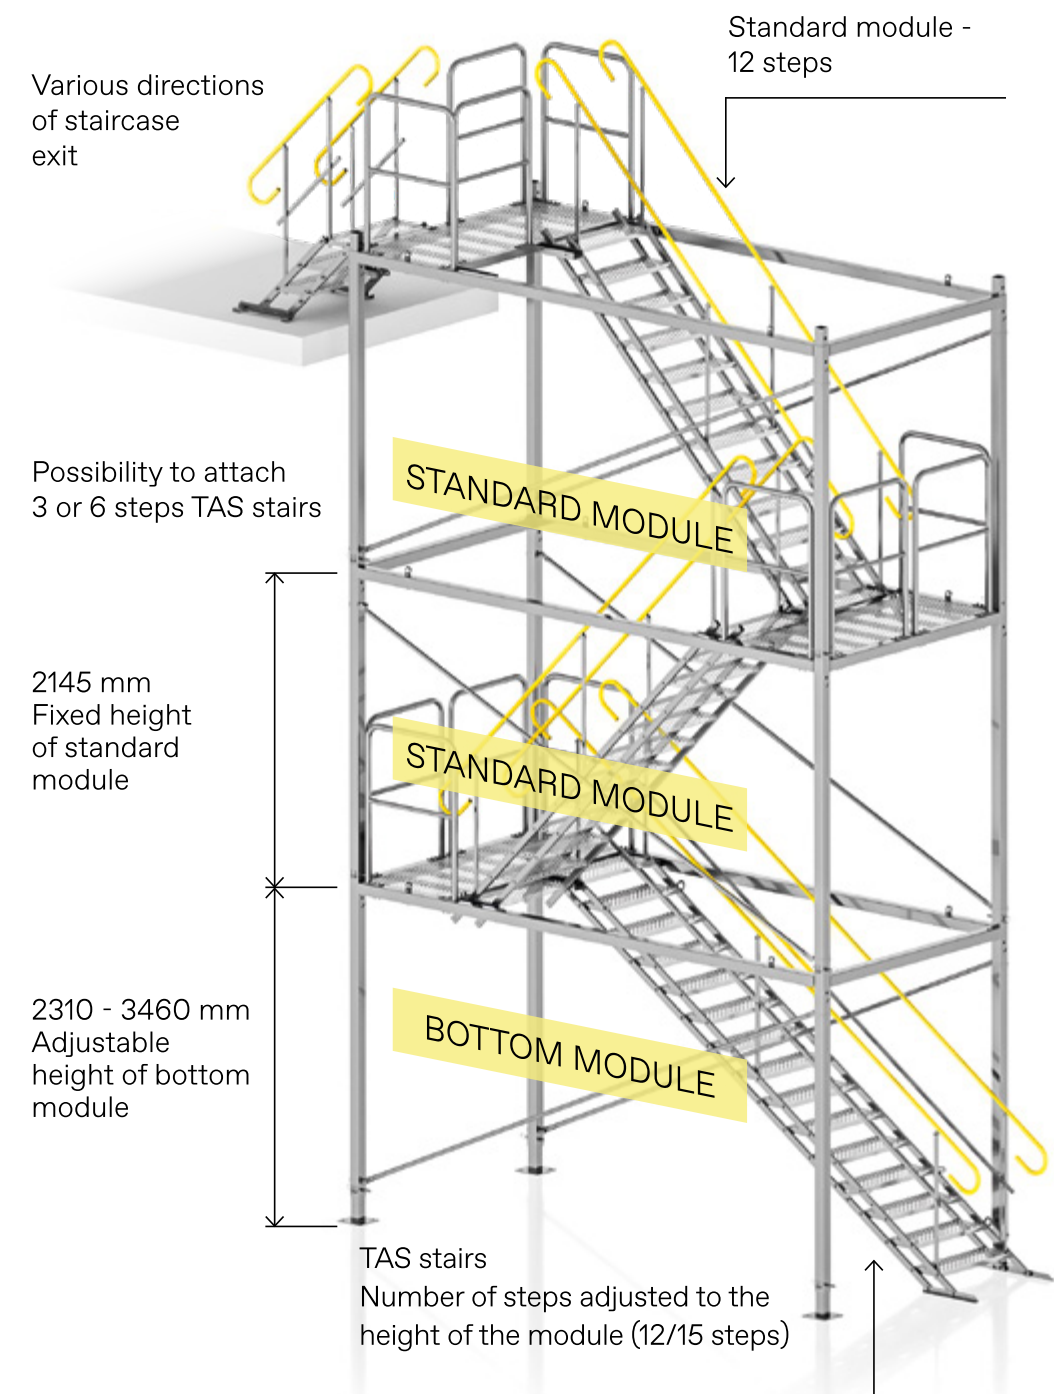 Standard module -
12 steps
Various directions
of staircase
exit
Possibility to attach
3 or 6 steps TAS stairs
STANDARD MODULE
2145 mm
Fixed height
of standard
module
STANDARD MODULE
2310 - 3460 mm
Adjustable
height of bottom
module
BOTTOM MODULE
TAS stairs
Number of steps adjusted to the
height of the module (12/15 steps)